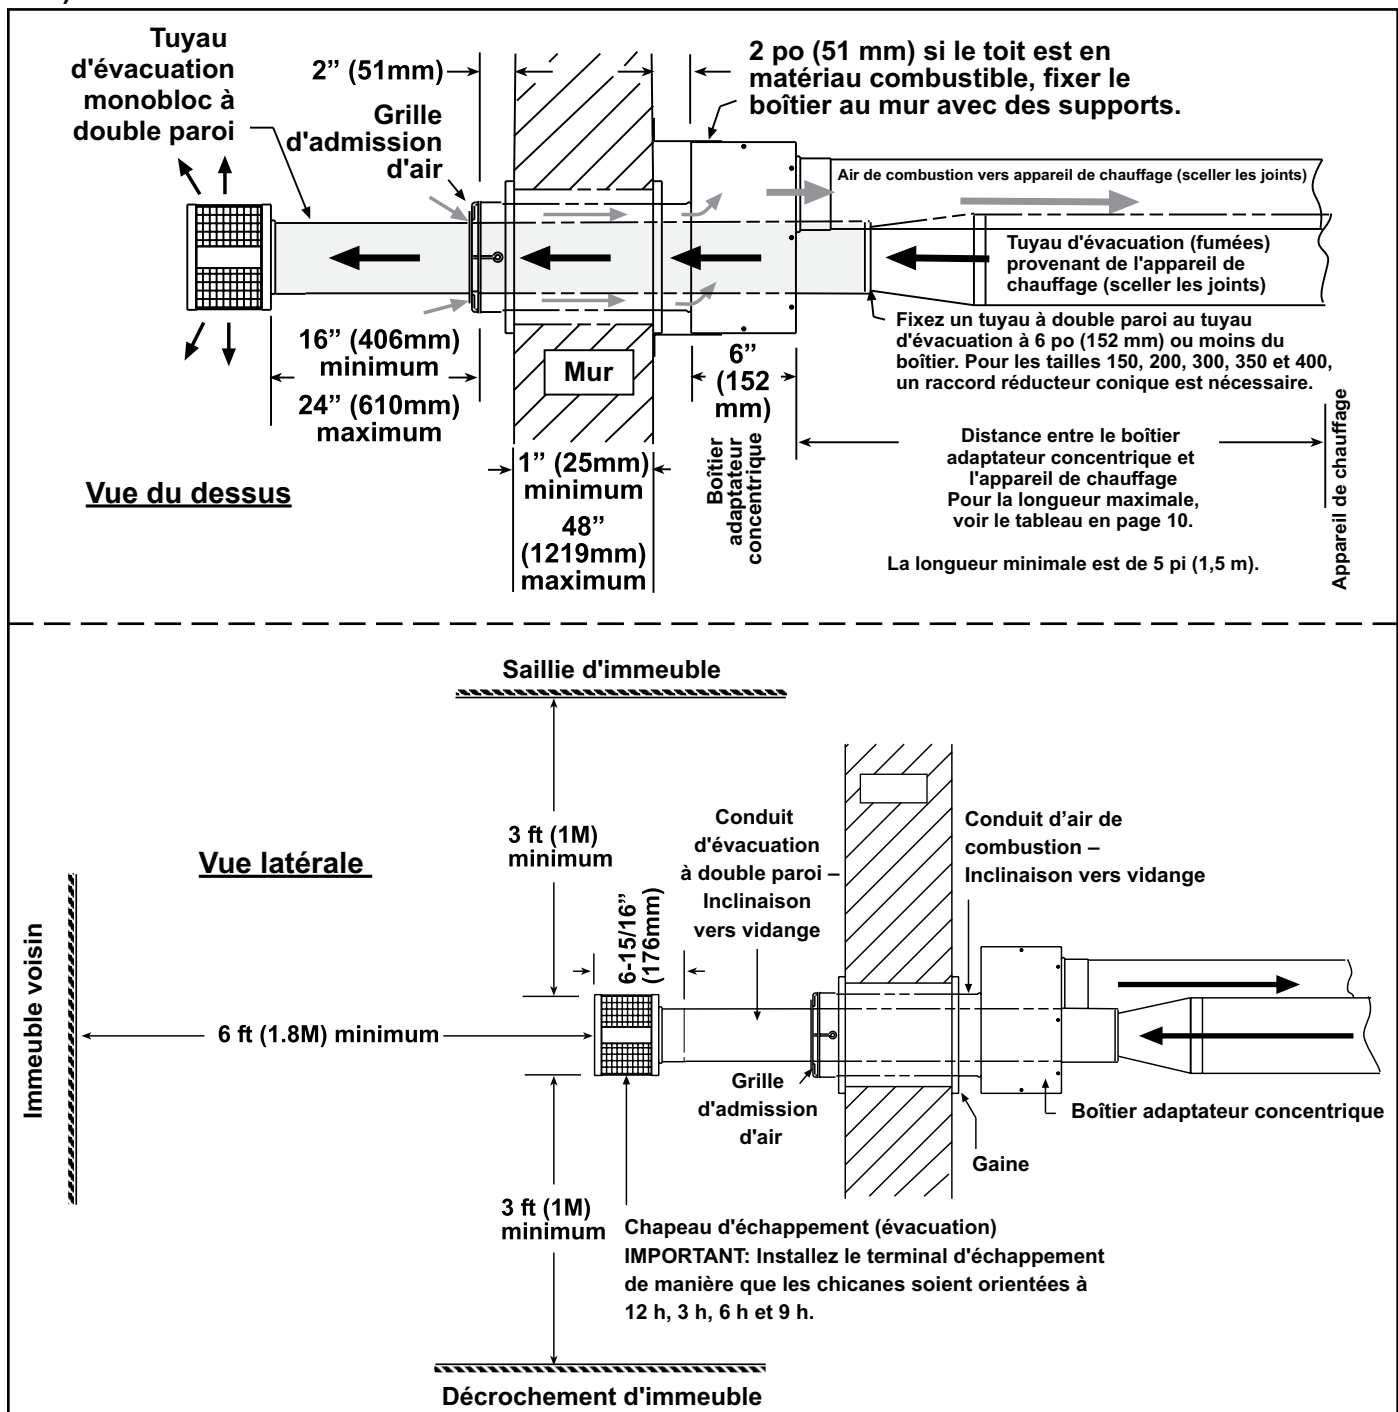 Tuyau
d'évacuation
monobloc à
double paroi
2” (51mm)
Grille
d'admission
d'air
2 po (51 mm) si le toit est en
matériau combustible, fixer le
boîtier au mur avec des supports.
Air de combustion vers appareil de chauffage (sceller les joints)
Tuyau d'évacuation (fumées)
provenant de l'appareil de
chauffage (sceller les joints)
Fixez un tuyau à double paroi au tuyau
d'évacuation à 6 po (152 mm) ou moins du
boîtier. Pour les tailles 150, 200, 300, 350 et 400,
un raccord réducteur conique est nécessaire.
16” (406mm)
minimum
24” (610mm)
maximum
Mur
6”
(152
mm)
1” (25mm)
minimum
48”
(1219mm)
maximum
Boîtier
adaptateur
concentrique
Distance entre le boîtier
adaptateur concentrique et
l'appareil de chauffage
Pour la longueur maximale,
voir le tableau en page 10.
La longueur minimale est de 5 pi (1,5 m).
Appareil de chauffage
Vue du dessus
Saillie d'immeuble
3 ft (1M)
minimum
Vue latérale
Immeuble voisin
6 ft (1.8M) minimum
6-15/16”
(176mm)
Conduit
d'évacuation
à double paroi –
Inclinaison
vers vidange
Conduit d’air de
combustion –
Inclinaison vers vidange
Grille
d'admission
d'air
Boîtier adaptateur concentrique
Gaine
3 ft (1M)
minimum
Chapeau d'échappement (évacuation)
IMPORTANT: Installez le terminal d'échappement
de manière que les chicanes soient orientées à
12 h, 3 h, 6 h et 9 h.
Décrochement d'immeuble